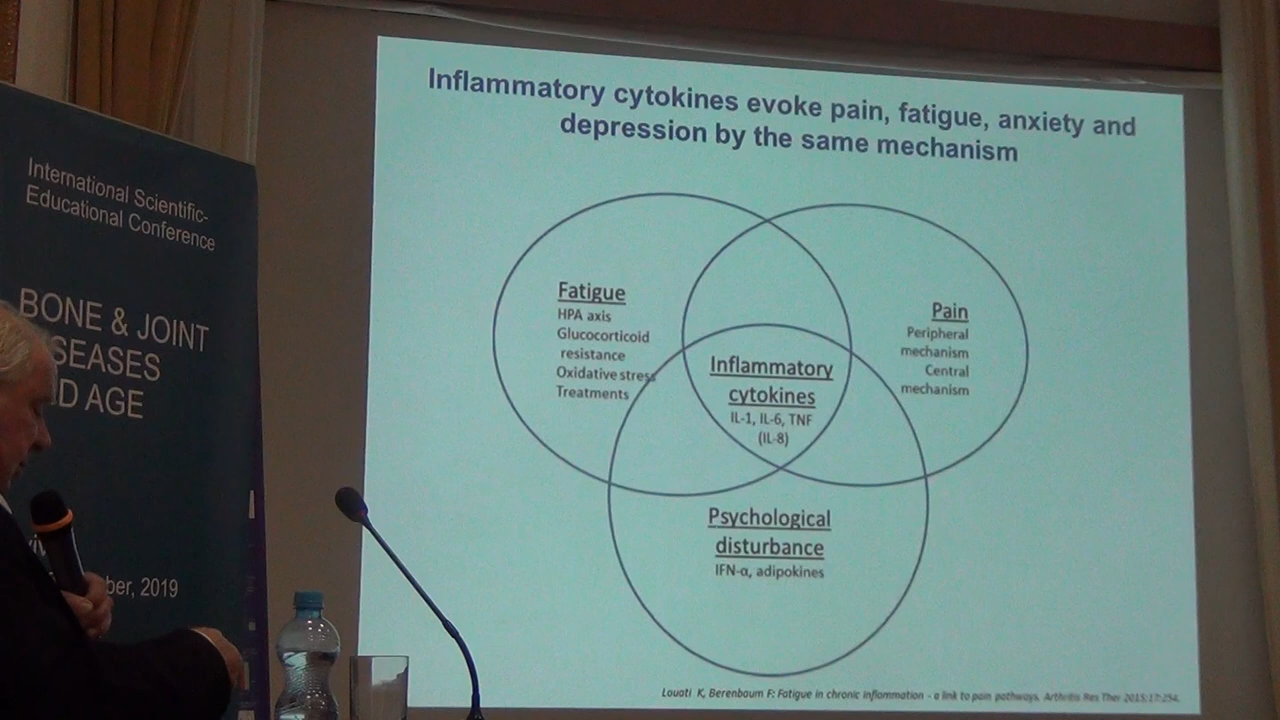 International Scientific-
Educational Conference
BONE & JOINT
SEASES
D AGE
ber, 2019
Inflammatory cytokines evoke pain, fatigue, anxiety and
depression by the same mechanism
Fatigue
HPA axis
Glucocorticoid
resistance
Oxidative stress
Treatments
Pain
Peripheral
mechanism
Central
mechanism
Inflammatory
cytokines
IL-1, IL-6, TNF
(IL-8)
Psychological
disturbance
IFN-α, adipokines
Louati K, Berenbaum F: Fatigue in chronic inflammation - a link to pain pathways. Arthritis Res Ther 2015;17:254.